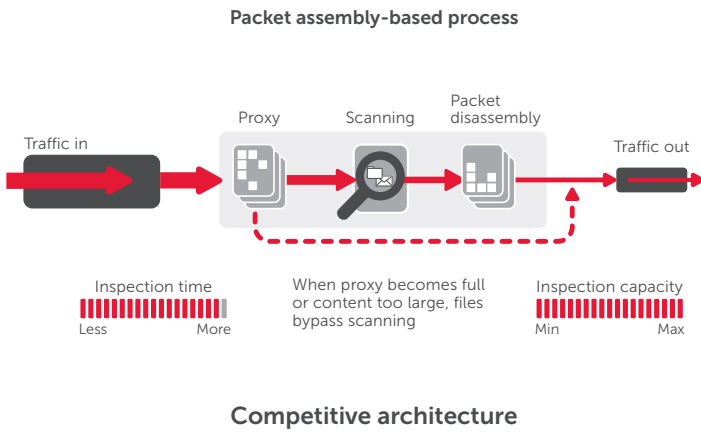 Packet assembly-based process
Packet
disassembly
Proxy
Scanning
Traffic in
Traffic out
Inspection time
Less
More
When proxy becomes full
or content too large, files
bypass scanning
Inspection capacity
Min
Max
Competitive architecture